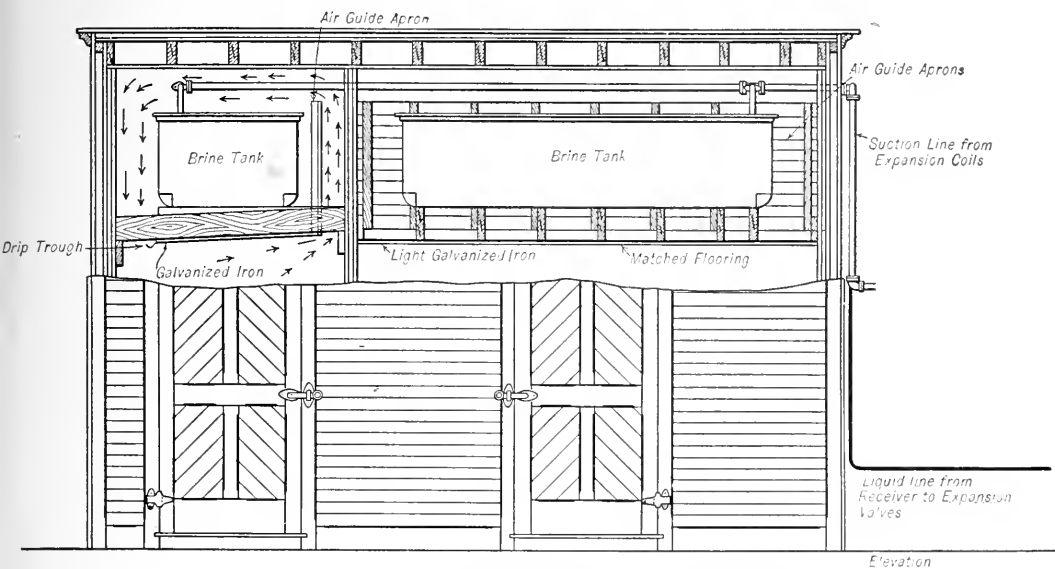 Air Guide Apron
Air Guide Aprons
Suction Line from
Expansion Coils
Brine Tank
Brine Tank
Drip Trough
Galvanized Iron
Light Galvanized Iron
Matched Flooring
Liquid line from
Receiver to Expansion
Valves
Elevation